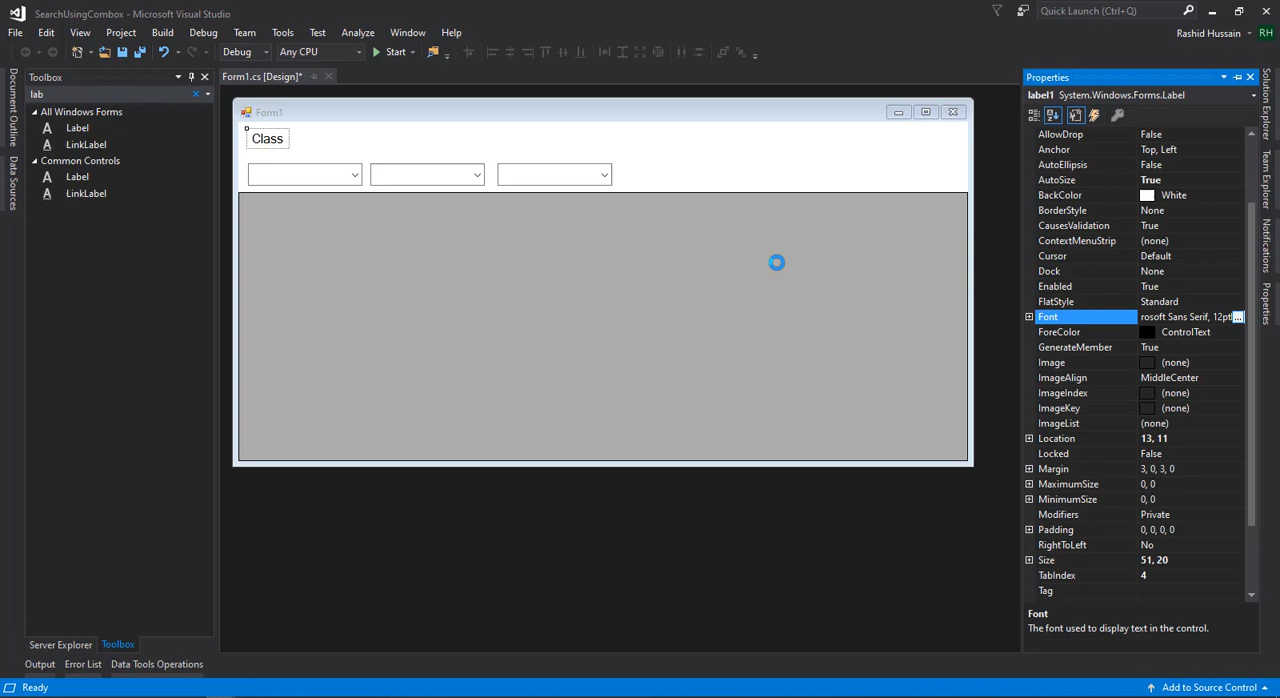 SearchUsingCombox - Microsoft Visual Studio
Quick Launch (Ctrl+Q)
File Edit View Project Build Debug Team Tools Test Analyze Window Help
Rashid Hussain RH
Debug Any CPU Start
Document Outline
Data Sources
Toolbox
lab
All Windows Forms
Label
LinkLabel
Common Controls
Label
LinkLabel
Server Explorer Toolbox
Form1.cs [Design]*
Form1
Class
Properties
label1 System.Windows.Forms.Label
AllowDrop False
Anchor Top, Left
AutoEllipsis False
AutoSize True
BackColor White
BorderStyle None
CausesValidation True
ContextMenuStrip (none)
Cursor Default
Dock None
Enabled True
FlatStyle Standard
Font rosoft Sans Serif, 12pt ...
ForeColor ControlText
GenerateMember True
Image (none)
ImageAlign MiddleCenter
ImageIndex (none)
ImageKey (none)
ImageList (none)
Location 13, 11
Locked False
Margin 3, 0, 3, 0
MaximumSize 0, 0
MinimumSize 0, 0
Modifiers Private
Padding 0, 0, 0, 0
RightToLeft No
Size 51, 20
TabIndex 4
Tag
Font
The font used to display text in the control.
Solution Explorer
Team Explorer
Notifications
Properties
Output Error List Data Tools Operations
Ready
Add to Source Control